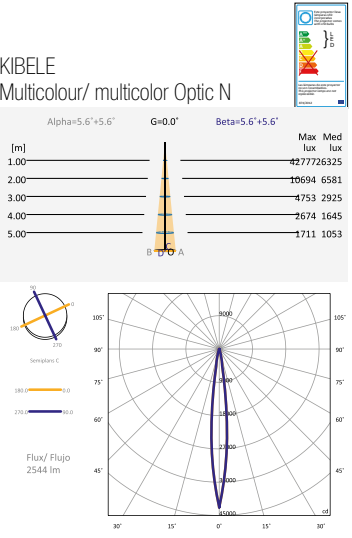 KIBELE
Multicolour/ multicolor Optic N
L
E
D
Alpha=5.6°+5.6° G=0.0° Beta=5.6°+5.6°
Max Med
[m] lux lux
1.00 42777 26325
2.00 10694 6581
3.00 4753 2925
4.00 2674 1645
5.00 1711 1053
C
B D O A
90
0
180
270
Semiplans C
180.0 0.0
270.0 90.0
Flux/ Flujo
2544 lm
105° 9000 105°
90° 90°
9000
75° 75°
18000
60° 60°
27000
45° 45°
36000
45000 cd
30° 15° 0° 15° 30°